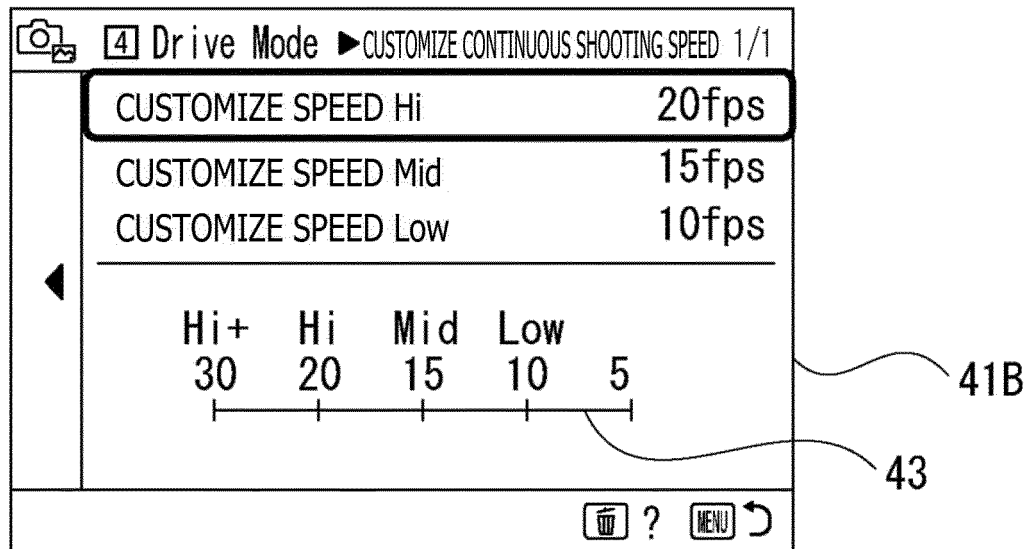 4 Drive Mode ▶CUSTOMIZE CONTINUOUS SHOOTING SPEED 1/1
CUSTOMIZE SPEED Hi 20fps
CUSTOMIZE SPEED Mid 15fps
CUSTOMIZE SPEED Low 10fps
Hi+ Hi Mid Low
30 20 15 10 5
41B
43
? MENU